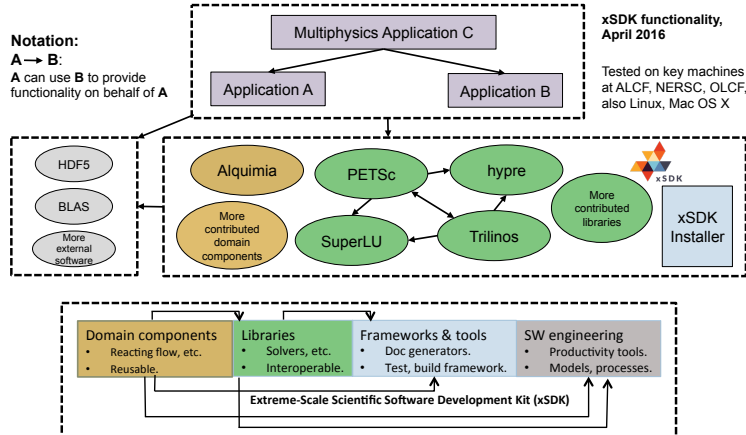 Notation:
A → B:
A can use B to provide
functionality on behalf of A
Multiphysics Application C
Application A
Application B
xSDK functionality,
April 2016
Tested on key machines
at ALCF, NERSC, OLCF,
also Linux, Mac OS X
HDF5
BLAS
More
external
software
Alquimia
More
contributed
domain
components
PETSc
SuperLU
hypre
Trilinos
More
contributed
libraries
xSDK
xSDK
Installer
Domain components
• Reacting flow, etc.
• Reusable.
Libraries
• Solvers, etc.
• Interoperable.
Frameworks & tools
• Doc generators.
• Test, build framework.
SW engineering
• Productivity tools.
• Models, processes.
Extreme-Scale Scientific Software Development Kit (xSDK)